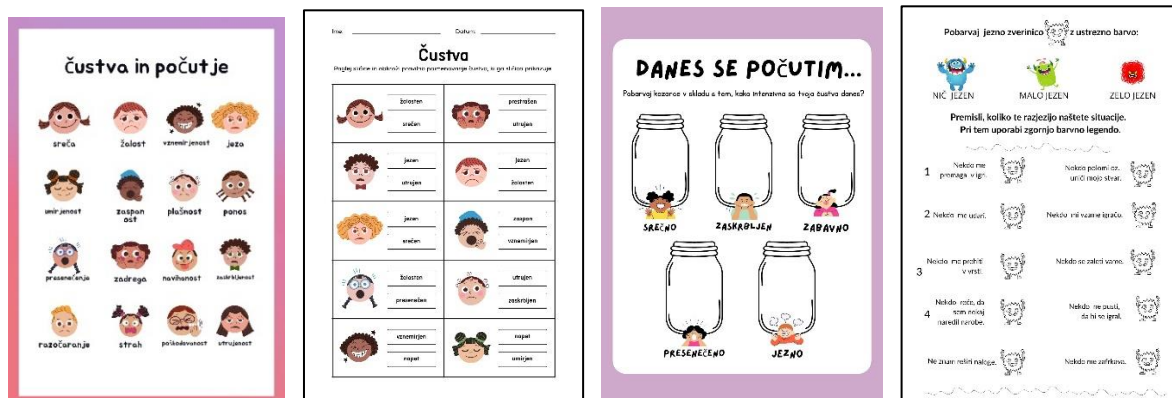 Čustva in počutje
sreča
žalost
vznemirjenost
jeza
umirjenost
zaspan
ost
plašnost
ponos
presenečenje
zadrega
navihanost
zaskrbljenost
razočaranje
strah
poškodovanost
utrujenost
Ime:
Datum:
Čustva
žalosten
srečen
prestrašen
utrujen
jezen
utrujen
jezen
žalosten
jezen
srečen
zaspan
vznemirjen
žalosten
presenečen
utrujen
zaskrbljen
vznemirjen
napet
napet
umirjen
DANES SE POČUTIM...
Pobarvaj kozarce v skladu s tem, kako intenzivna so tvoja čustva danes?
SREČNO
ZASKRBLJEN
ZABAVNO
PRESENEČENO
JEZNO
Pobarvaj jezno zverinico z ustrezno barvo:
NIČ JEZEN
MALO JEZEN
ZELO JEZEN
Premisli, koliko te razjezijo naštete situacije.
Pri tem uporabi zgornjo barvno legendo.
1
Nekdo me
premaga v igri.
Nekdo polomi oz.
uniči mojo stvar.
2
Nekdo me udari.
Nekdo mi vzame igračo.
3
Nekdo me prehiti
v vrsti.
Nekdo se zaleti vame.
4
Nekdo reče, da
sem nekaj
naredil narobe.
Nekdo me ne pusti,
da bi se igral.
Ne znam rešiti naloge.
Nekdo me zafrkava.